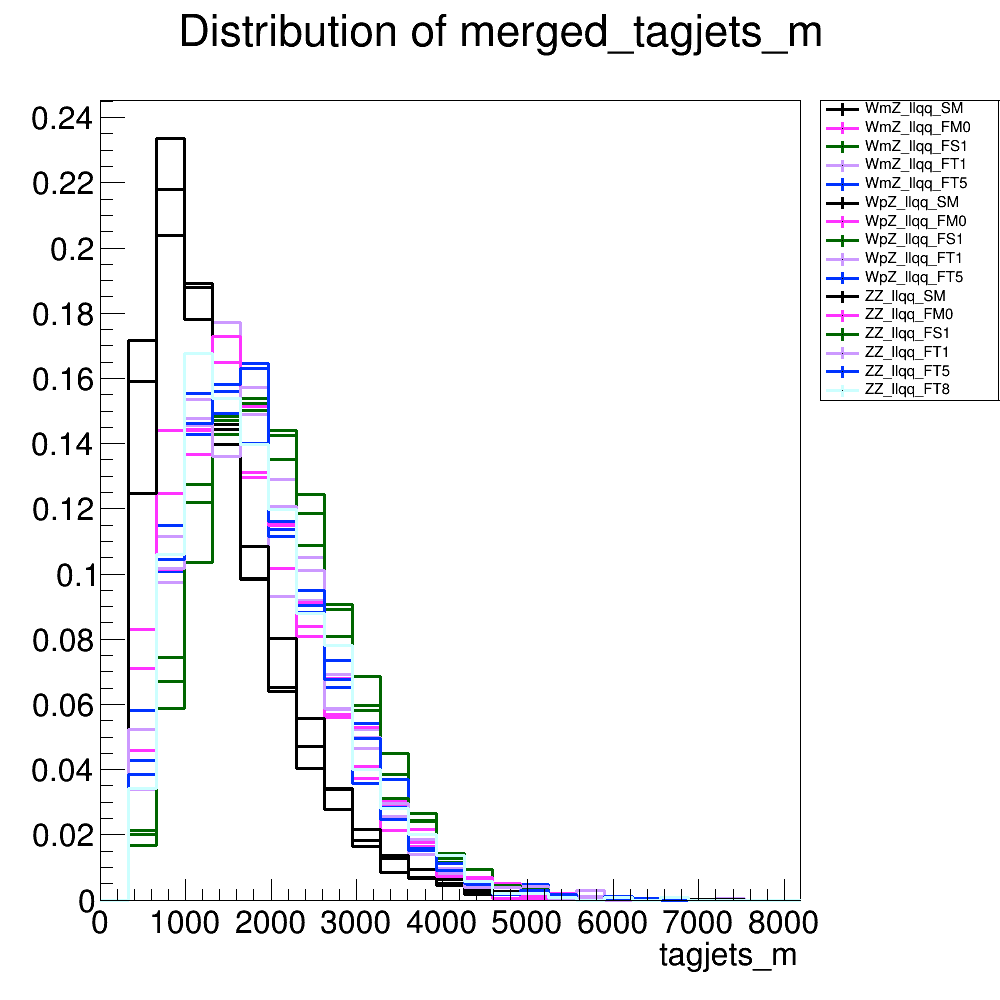 Distribution of merged_tagjets_m
0.24
0.22
0.2
0.18
0.16
0.14
0.12
0.1
0.08
0.06
0.04
0.02
0
0 1000 2000 3000 4000 5000 6000 7000 8000
tagjets_m
WmZ_llqq_SM
WmZ_llqq_FM0
WmZ_llqq_FS1
WmZ_llqq_FT1
WmZ_llqq_FT5
WpZ_llqq_SM
WpZ_llqq_FM0
WpZ_llqq_FS1
WpZ_llqq_FT1
WpZ_llqq_FT5
ZZ_llqq_SM
ZZ_llqq_FM0
ZZ_llqq_FS1
ZZ_llqq_FT1
ZZ_llqq_FT5
ZZ_llqq_FT8